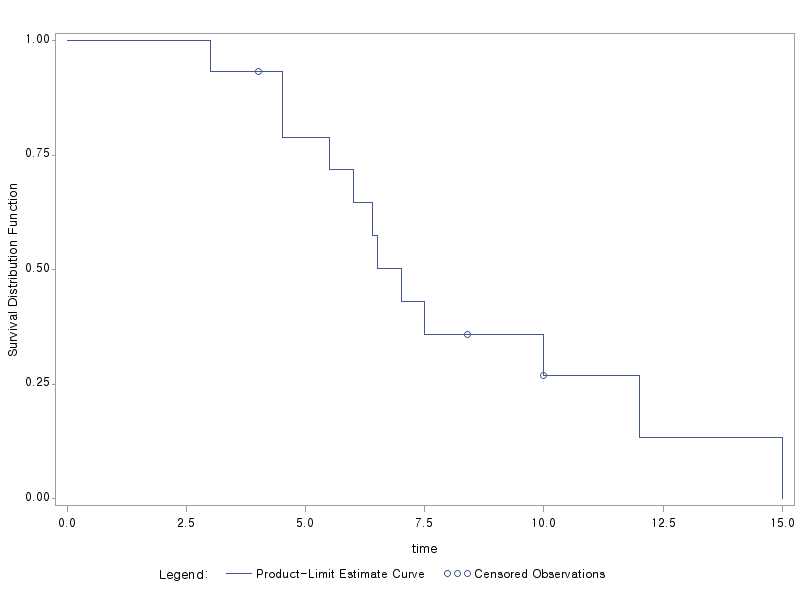 1.00
0.75
0.50
0.25
0.00
Survival Distribution Function
0.0 2.5 5.0 7.5 10.0 12.5 15.0
time
Legend: Product-Limit Estimate Curve Censored Observations